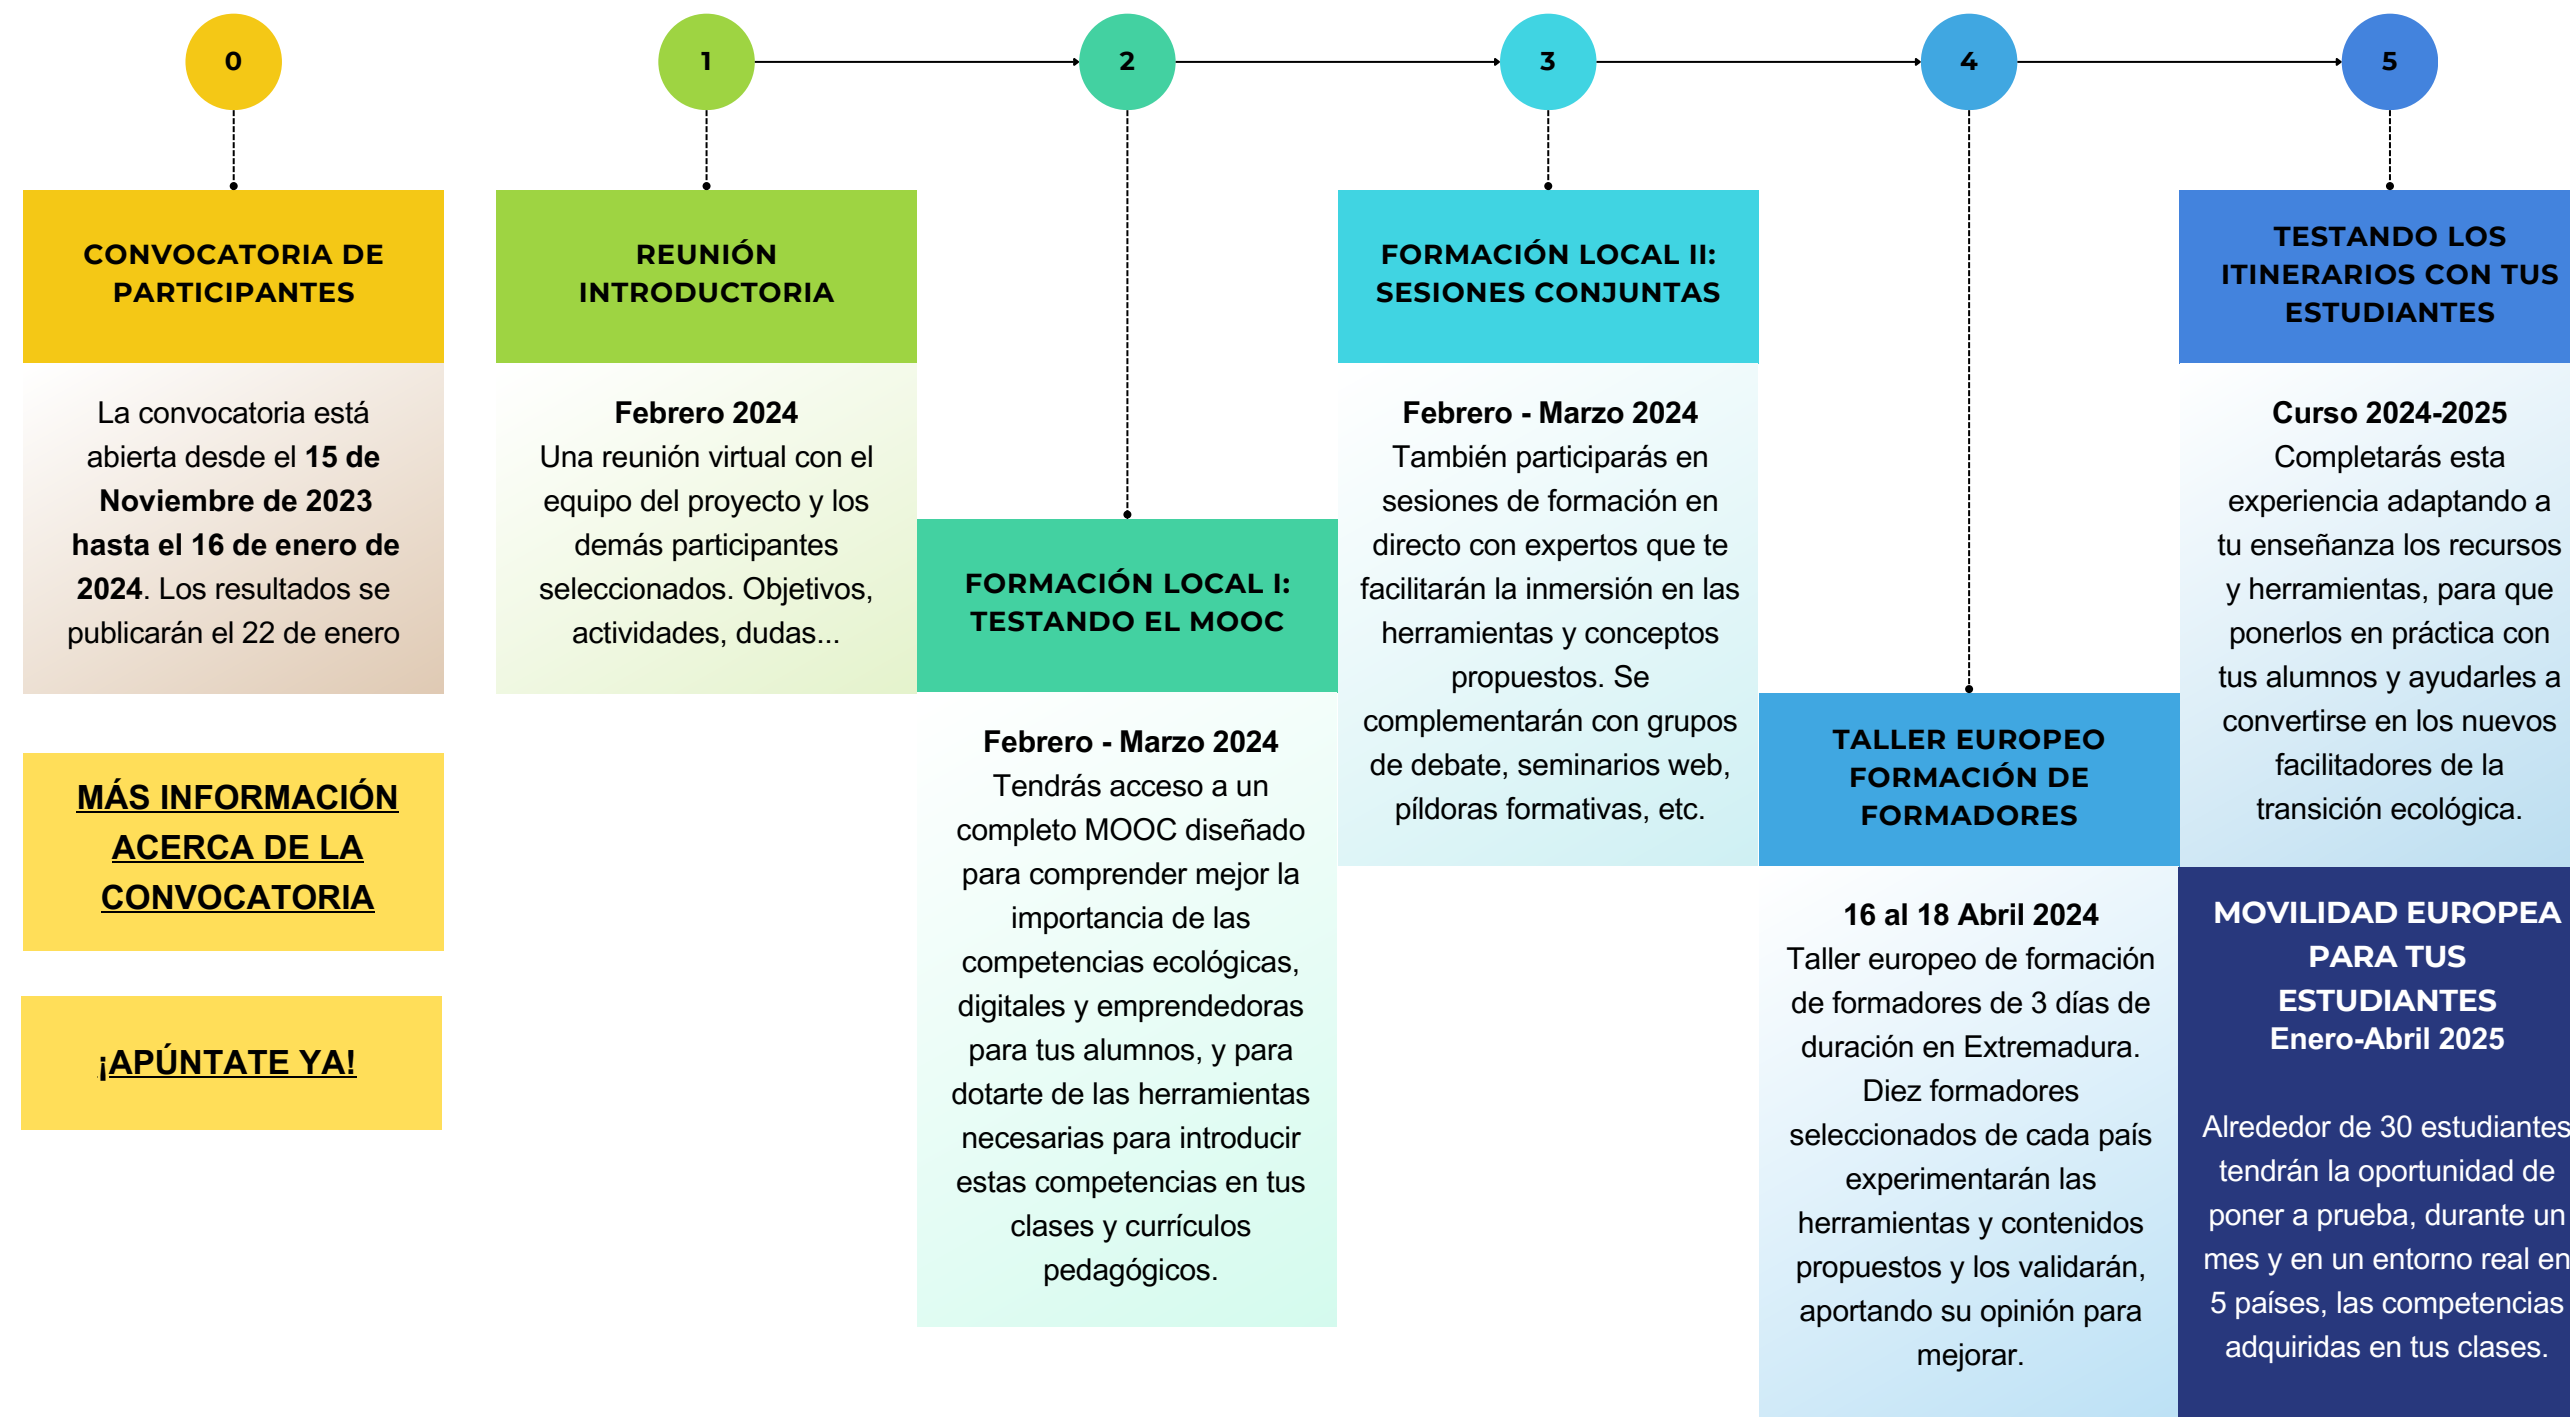 0
1
2
3
4
5
CONVOCATORIA DE
PARTICIPANTES
La convocatoria está
abierta desde el 15 de
Noviembre de 2023
hasta el 16 de enero de
2024. Los resultados se
publicarán el 22 de enero
MÁS INFORMACIÓN
ACERCA DE LA
CONVOCATORIA
¡APÚNTATE YA!
REUNIÓN
INTRODUCTORIA
Febrero 2024
Una reunión virtual con el
equipo del proyecto y los
demás participantes
seleccionados. Objetivos,
actividades, dudas...
FORMACIÓN LOCAL I:
TESTANDO EL MOOC
Febrero - Marzo 2024
Tendrás acceso a un
completo MOOC diseñado
para comprender mejor la
importancia de las
competencias ecológicas,
digitales y emprendedoras
para tus alumnos, y para
dotarte de las herramientas
necesarias para introducir
estas competencias en tus
clases y currículos
pedagógicos.
FORMACIÓN LOCAL II:
SESIONES CONJUNTAS
Febrero - Marzo 2024
También participarás en
sesiones de formación en
directo con expertos que te
facilitarán la inmersión en las
herramientas y conceptos
propuestos. Se
complementarán con grupos
de debate, seminarios web,
píldoras formativas, etc.
TALLER EUROPEO
FORMACIÓN DE
FORMADORES
16 al 18 Abril 2024
Taller europeo de formación
de formadores de 3 días de
duración en Extremadura.
Diez formadores
seleccionados de cada país
experimentarán las
herramientas y contenidos
propuestos y los validarán,
aportando su opinión para
mejorar.
TESTANDO LOS
ITINERARIOS CON TUS
ESTUDIANTES
Curso 2024-2025
Completarás esta
experiencia adaptando a
tu enseñanza los recursos
y herramientas, para que
ponerlos en práctica con
tus alumnos y ayudarles a
convertirse en los nuevos
facilitadores de la
transición ecológica.
MOVILIDAD EUROPEA
PARA TUS
ESTUDIANTES
Enero-Abril 2025
Alrededor de 30 estudiantes
tendrán la oportunidad de
poner a prueba, durante un
mes y en un entorno real en
5 países, las competencias
adquiridas en tus clases.